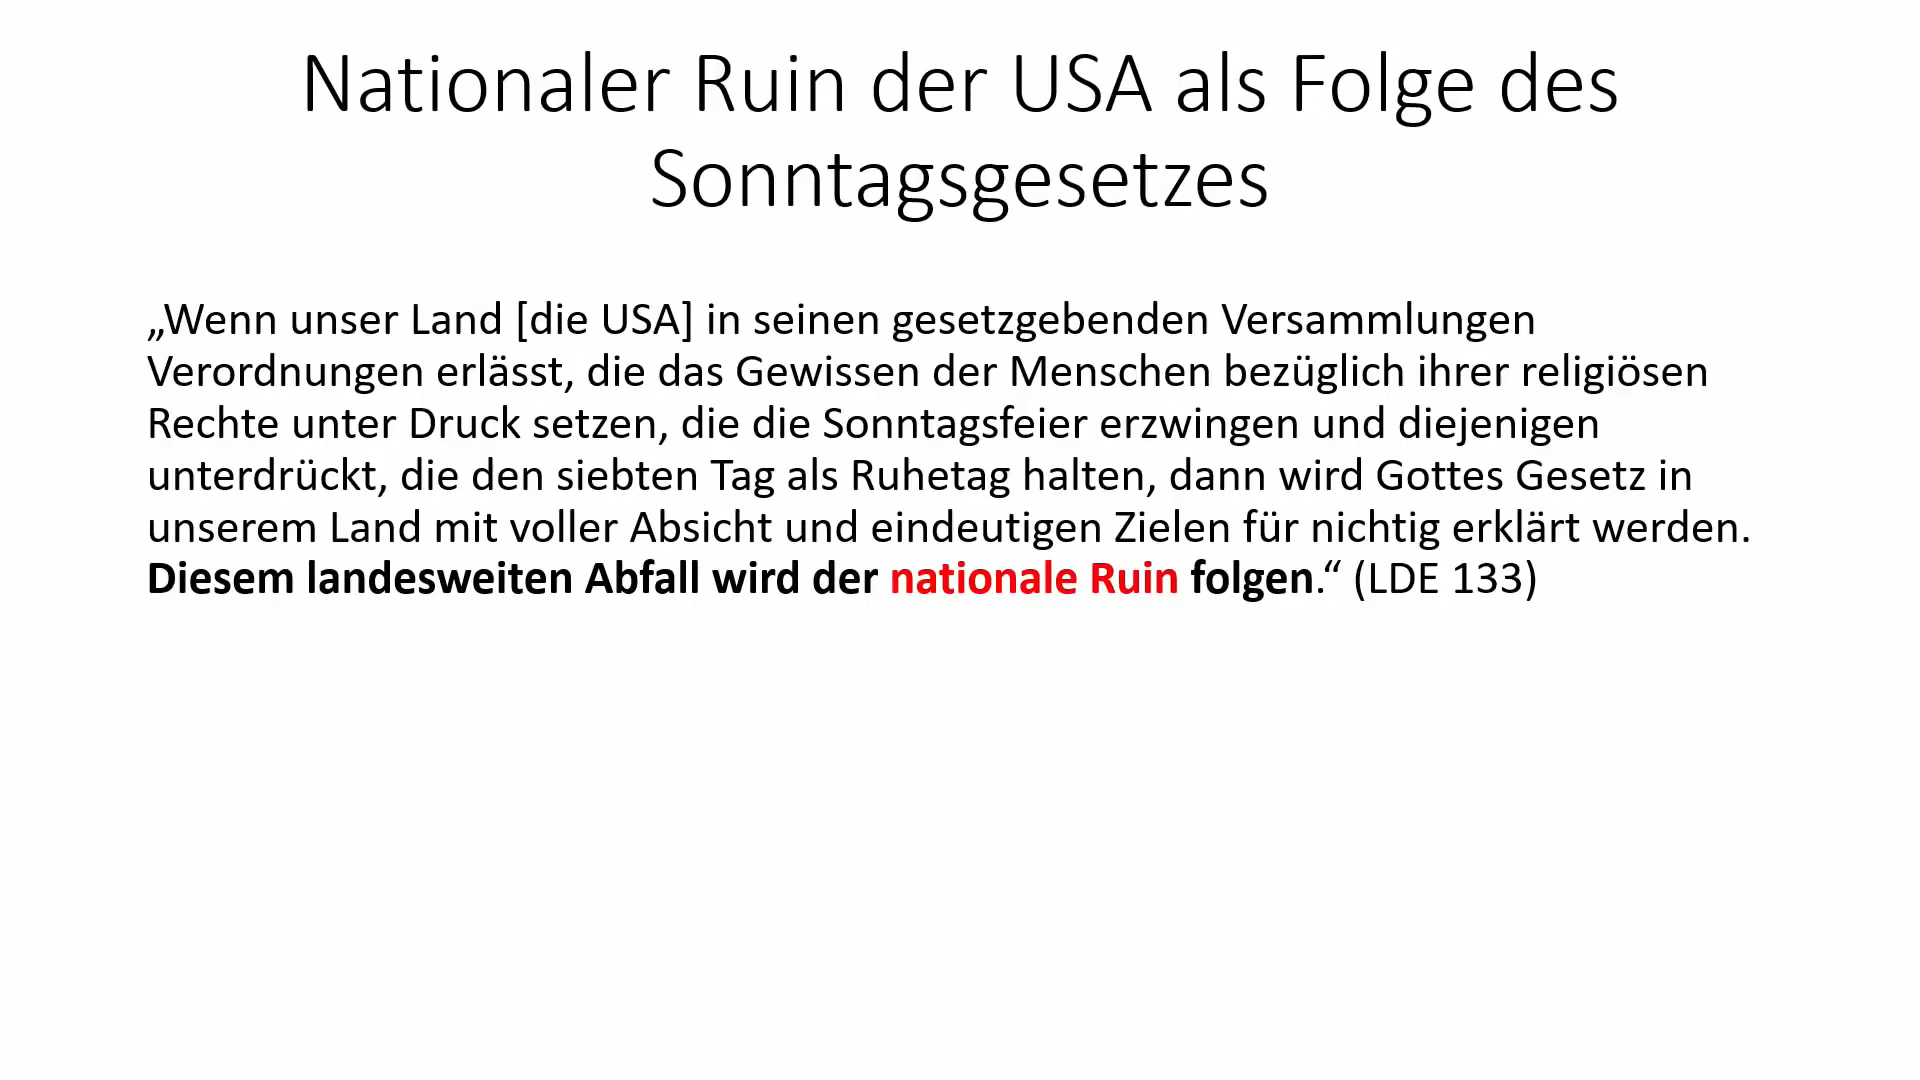 Nationaler Ruin der USA als Folge des
Sonntagsgesetzes
„Wenn unser Land [die USA] in seinen gesetzgebenden Versammlungen
Verordnungen erlässt, die das Gewissen der Menschen bezüglich ihrer religiösen
Rechte unter Druck setzen, die die Sonntagsfeier erzwingen und diejenigen
unterdrückt, die den siebten Tag als Ruhetag halten, dann wird Gottes Gesetz in
unserem Land mit voller Absicht und eindeutigen Zielen für nichtig erklärt werden.
Diesem landesweiten Abfall wird der nationale Ruin folgen.“ (LDE 133)